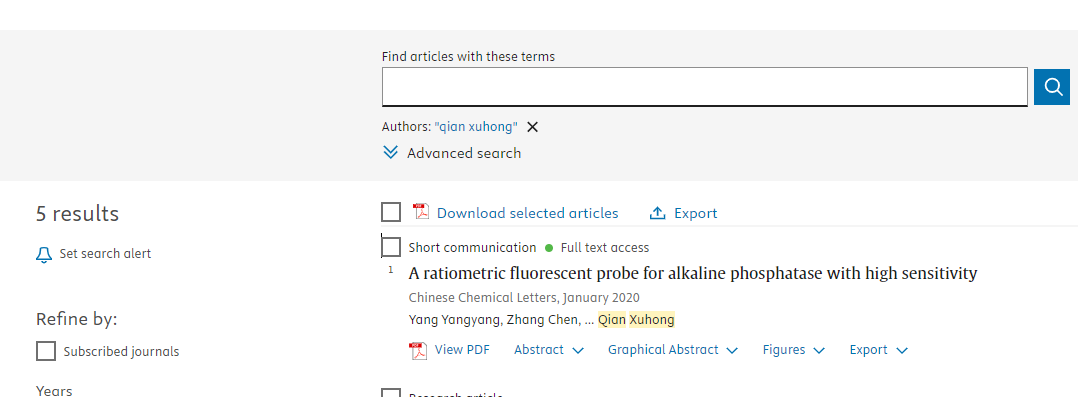 Find articles with these terms
Authors: "qian xuhong"
Advanced search
5 results
Download selected articles Export
Set search alert
Short communication Full text access
1 A ratiometric fluorescent probe for alkaline phosphatase with high sensitivity
Chinese Chemical Letters, January 2020
Yang Yangyang, Zhang Chen, ... Qian Xuhong
View PDF Abstract Graphical Abstract Figures Export
Refine by:
Subscribed journals
Years
Research article